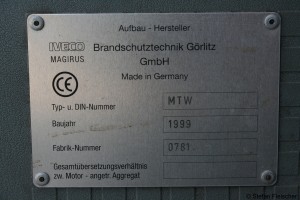 Aufbau - Hersteller
IVECO
MAGIRUS
Brandschutztechnik Görlitz
GmbH
Made in Germany
CE
Typ- u. DIN-Nummer MTW
Baujahr 1999
Fabrik-Nummer 0781.
Gesamtübersetzungsverhältnis
zw. Motor - angetr. Aggregat